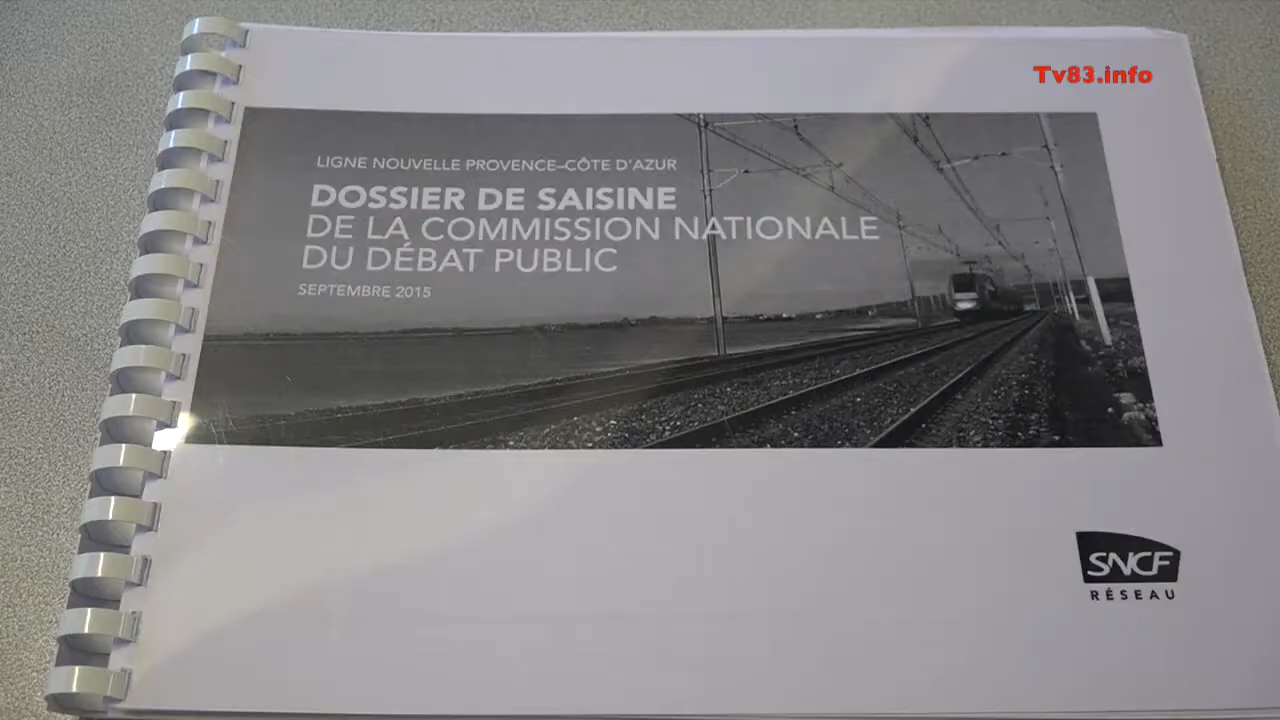 Tv83.info
LIGNE NOUVELLE PROVENCE–CÔTE D'AZUR
DOSSIER DE SAISINE
DE LA COMMISSION NATIONALE
DU DÉBAT PUBLIC
SEPTEMBRE 2015
SNCF
RÉSEAU